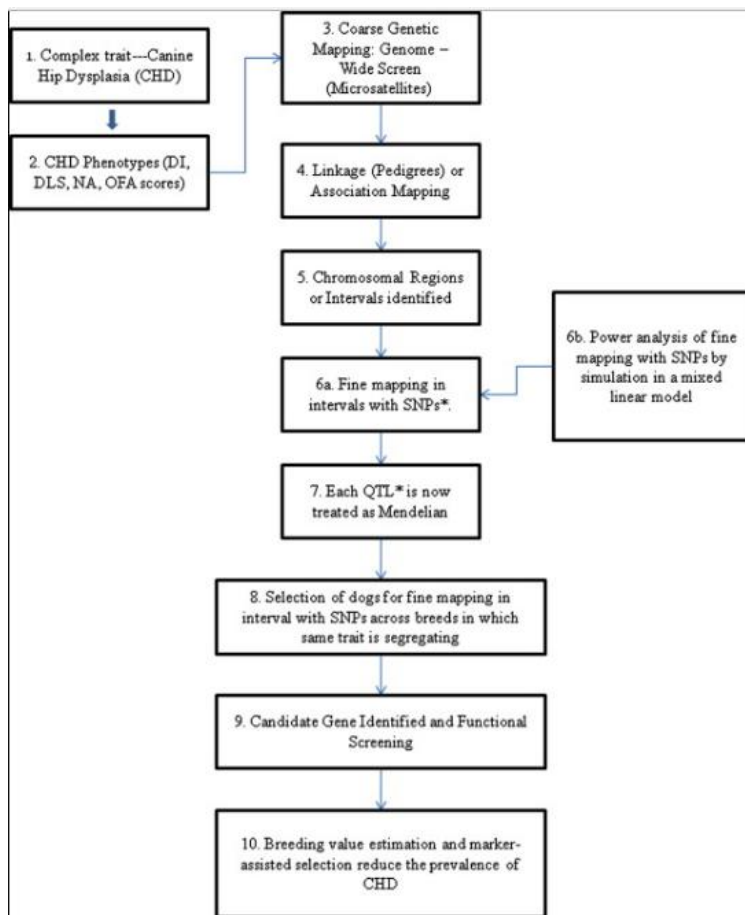 1. Complex trait---Canine
Hip Dysplasia (CHD)
2. CHD Phenotypes (DI,
DLS, NA, OFA scores)
3. Coarse Genetic
Mapping: Genome –
Wide Screen
(Microsatellites)
4. Linkage (Pedigrees) or
Association Mapping
5. Chromosomal Regions
or Intervals identified
6a. Fine mapping in
intervals with SNPs*.
6b. Power analysis of fine
mapping with SNPs by
simulation in a mixed
linear model
7. Each QTL* is now
treated as Mendelian
8. Selection of dogs for fine mapping in
interval with SNPs across breeds in which
same trait is segregating
9. Candidate Gene Identified and Functional
Screening
10. Breeding value estimation and marker-
assisted selection reduce the prevalence of
CHD